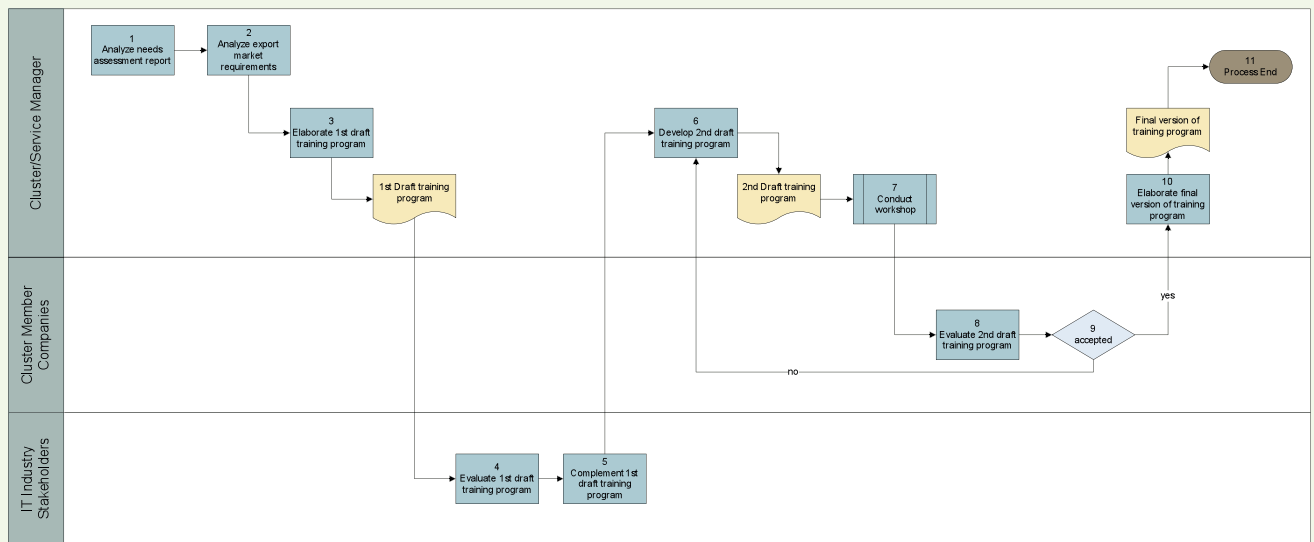 Cluster/Service Manager
1
Analyze needs
assessment report
2
Analyze export
market
requirements
3
Elaborate 1st draft
training program
1st Draft training
program
6
Develop 2nd draft
training program
2nd Draft training
program
7
Conduct
workshop
11
Process End
Final version of
training program
10
Elaborate final
version of training
program
Cluster Member
Companies
8
Evaluate 2nd draft
training program
9
accepted
yes
no
IT Industry
Stakeholders
4
Evaluate 1st draft
training program
5
Complement 1st
draft training
program